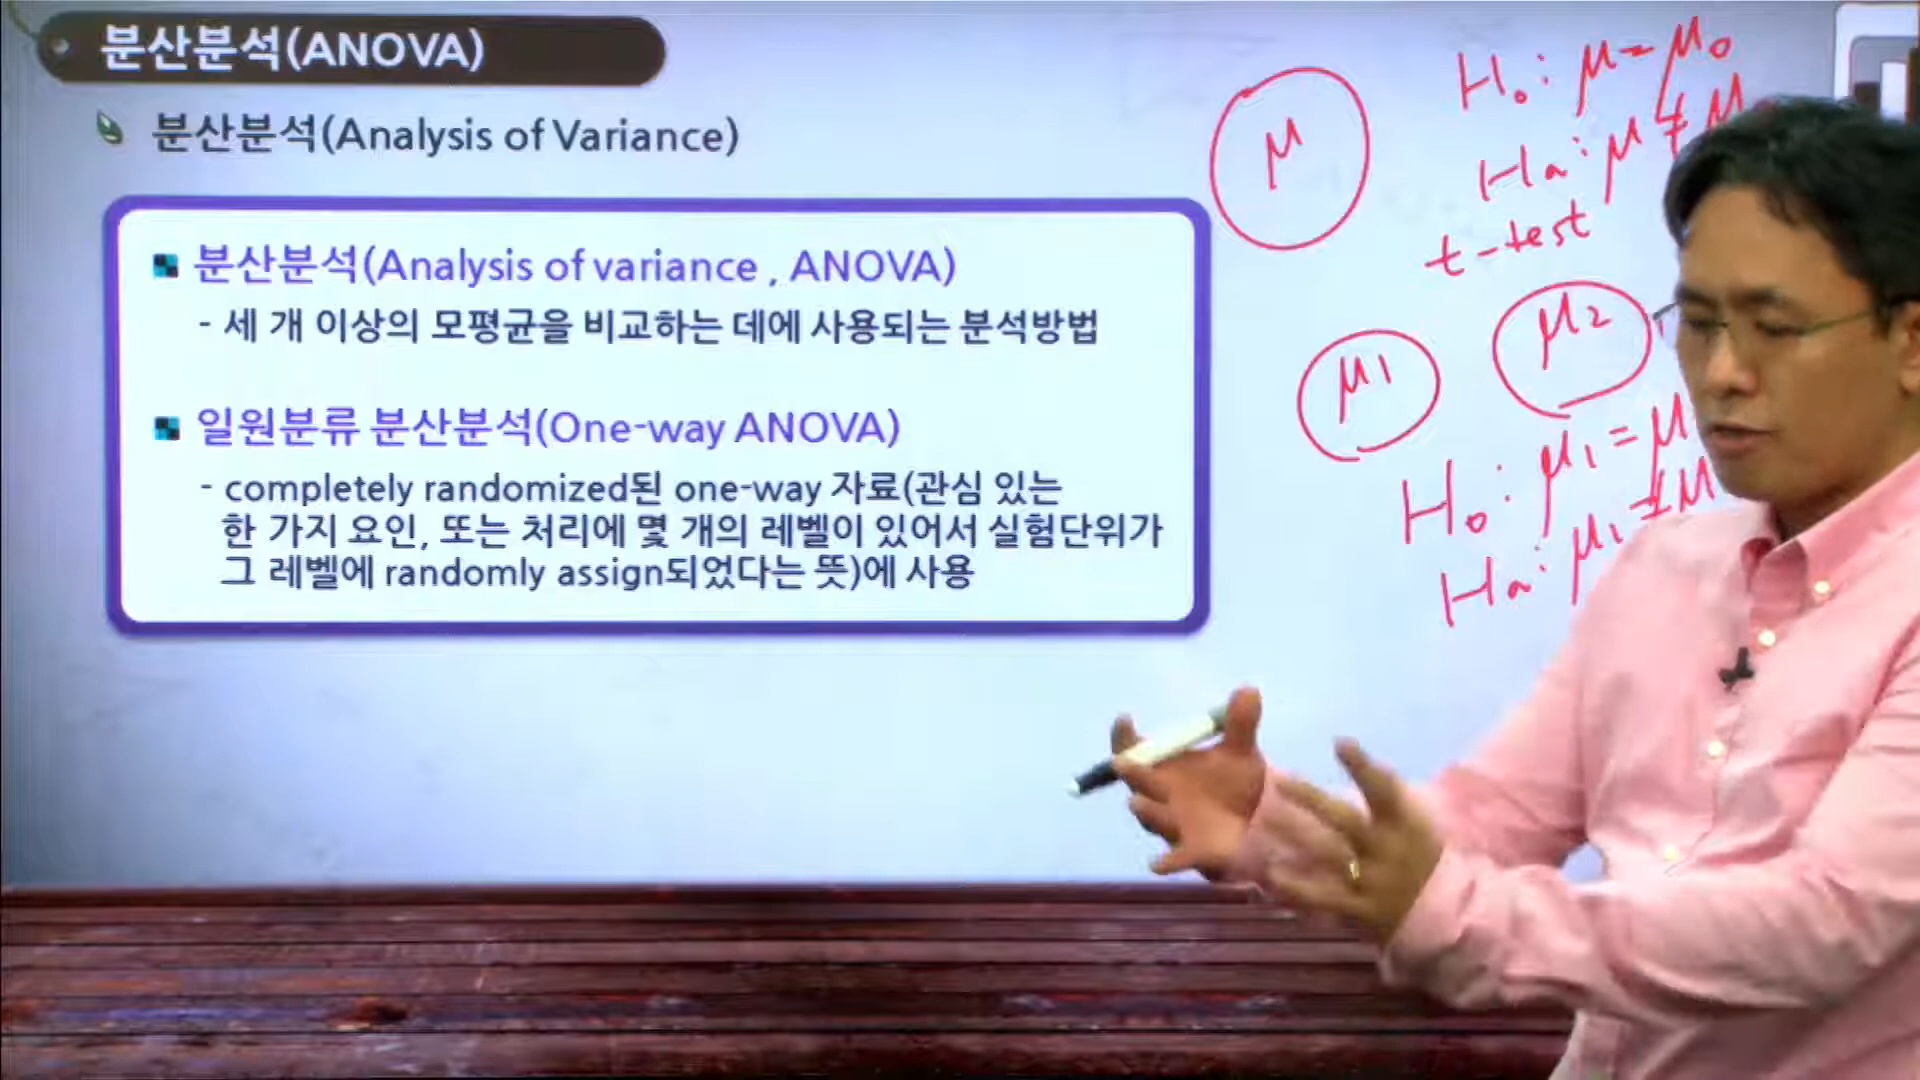 분산분석(ANOVA)
분산분석(Analysis of Variance)
분산분석(Analysis of variance , ANOVA)
- 세 개 이상의 모평균을 비교하는 데에 사용되는 분석방법
일원분류 분산분석(One-way ANOVA)
- completely randomized된 one-way 자료(관심 있는
한 가지 요인, 또는 처리에 몇 개의 레벨이 있어서 실험단위가
그 레벨에 randomly assign되었다는 뜻)에 사용
μ
H₀: μ = μ₀
Hₐ: μ ≠ μ
t-test
μ1
μ2
H₀: μ₁ = μ
Hₐ: μ₁ ≠ μ